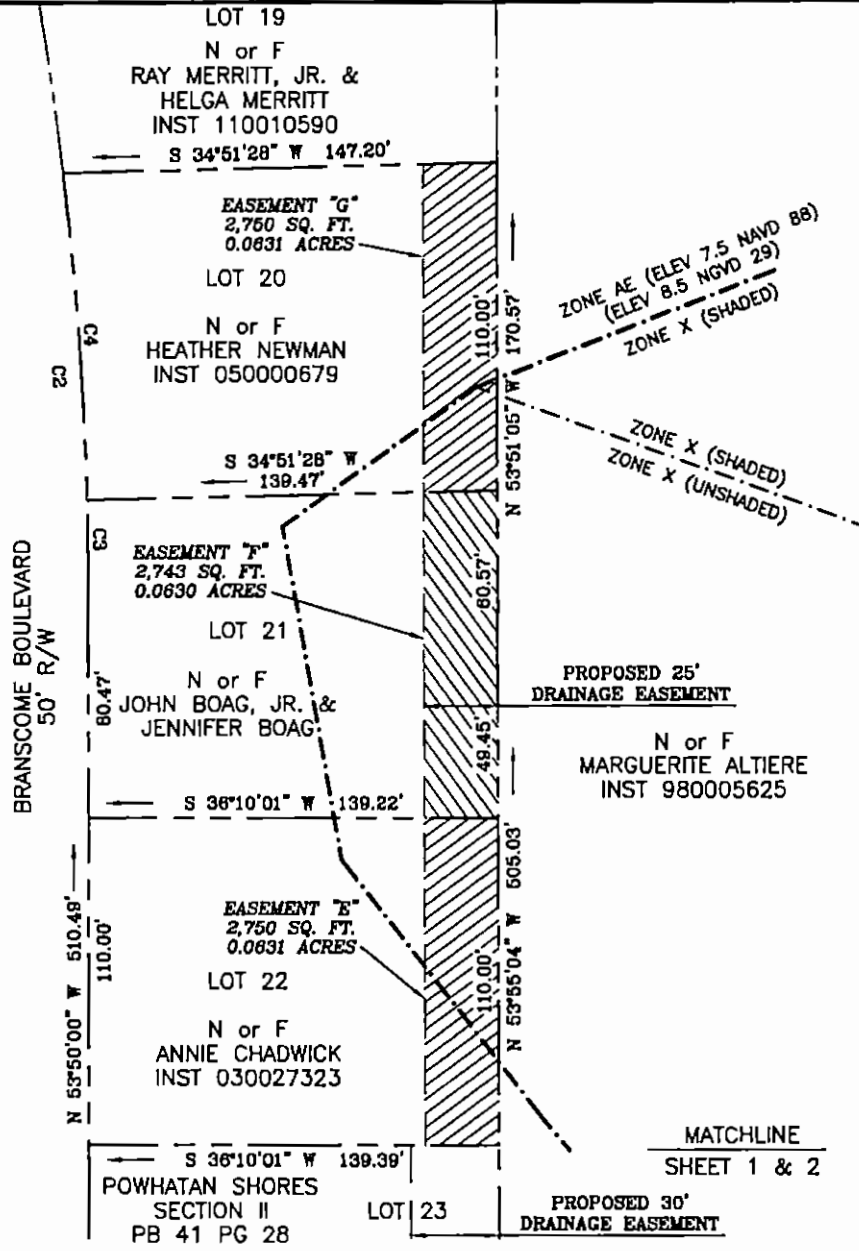 LOT 19
N or F
RAY MERRITT, JR. &
HELGA MERRITT
INST 110010590
S 34°51'28" W 147.20'
EASEMENT "G"
2,750 SQ. FT.
0.0631 ACRES
LOT 20
N or F
HEATHER NEWMAN
INST 050000679
C4
C2
110.00'
N 53°51'05" W 170.57'
ZONE AE (ELEV 7.5 NAVD 88)
(ELEV 8.5 NGVD 29)
ZONE X (SHADED)
ZONE X (SHADED)
ZONE X (UNSHADED)
S 34°51'28" W
139.47'
C3
EASEMENT "F"
2,743 SQ. FT.
0.0630 ACRES
LOT 21
N or F
JOHN BOAG, JR. &
JENNIFER BOAG
BRANSCOME BOULEVARD
50' R/W
80.47'
60.57'
49.45'
PROPOSED 25'
DRAINAGE EASEMENT
N or F
MARGUERITE ALTIERE
INST 980005625
S 36°10'01" W 139.22'
EASEMENT "E"
2,750 SQ. FT.
0.0631 ACRES
LOT 22
N or F
ANNIE CHADWICK
INST 030027323
N 53°50'00" W 510.49'
110.00'
110.00'
N 53°55'04" W 505.03'
S 36°10'01" W 139.39'
POWHATAN SHORES
SECTION II
PB 41 PG 28
LOT 23
MATCHLINE
SHEET 1 & 2
PROPOSED 30'
DRAINAGE EASEMENT